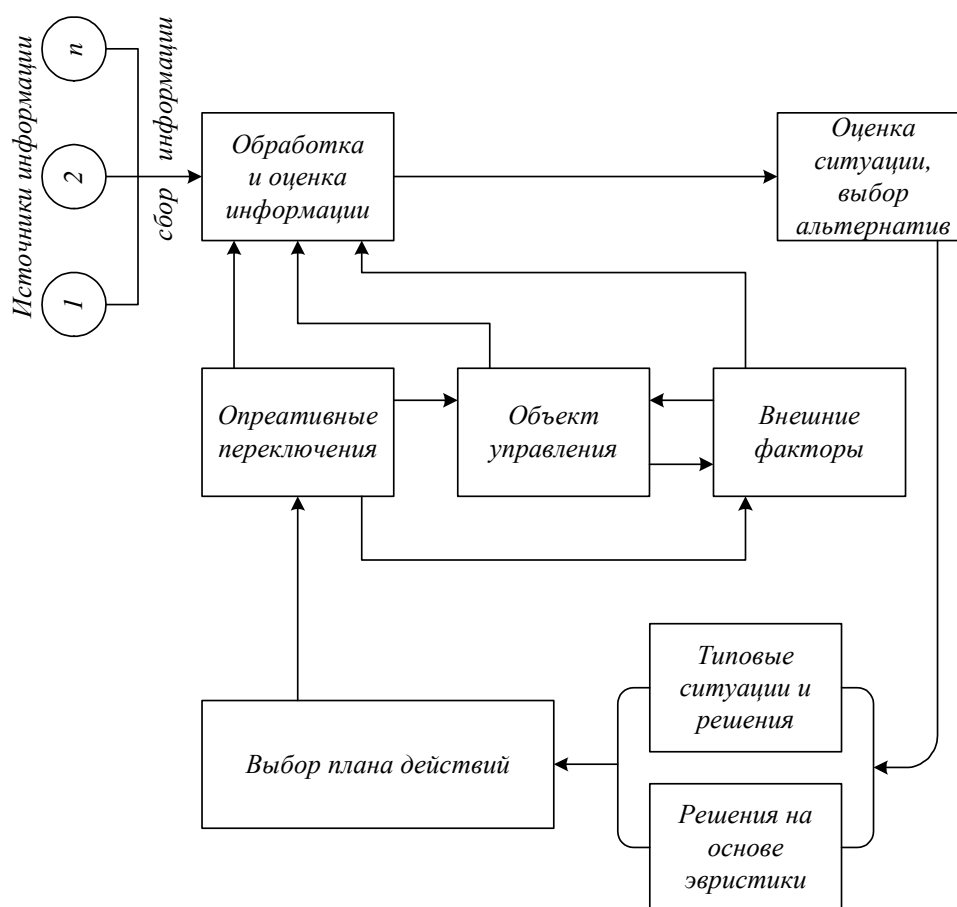 Источники информации
n
2
1
сбор информации
Обработка
и оценка
информации
Оценка
ситуации,
выбор
альтернатив
Опреативные
переключения
Объект
управления
Внешние
факторы
Типовые
ситуации и
решения
Выбор плана действий
Решения на
основе
эвристики